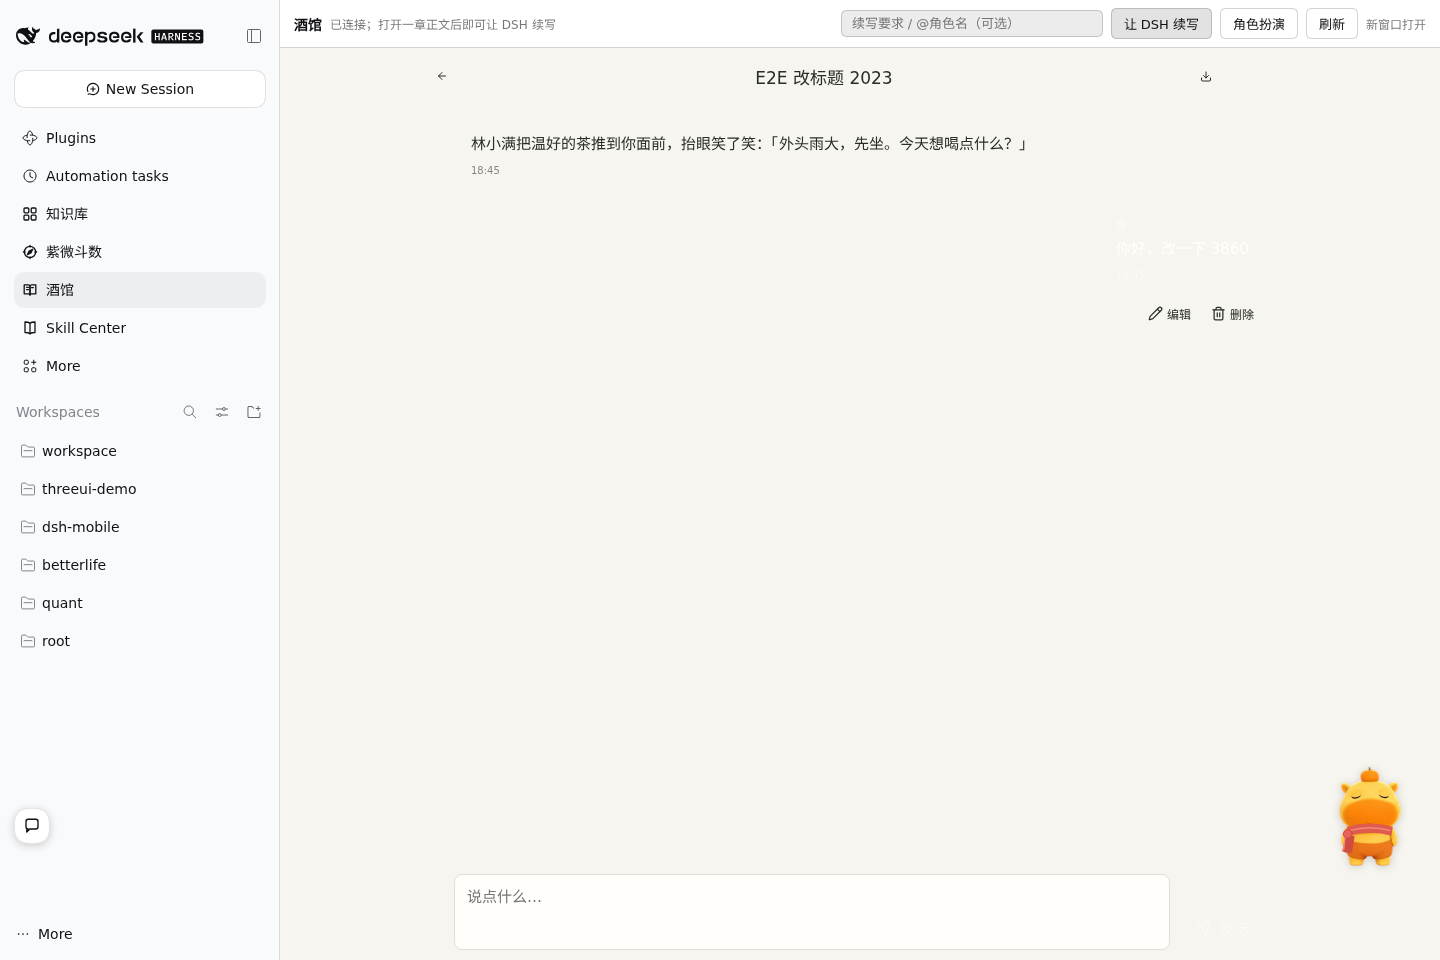 deepseek HARNESS
New Session
Plugins
Automation tasks
知识库
紫微斗数
酒馆
Skill Center
More
Workspaces
workspace
threeui-demo
dsh-mobile
betterlife
quant
root
More
酒馆 已连接；打开一章正文后即可让 DSH 续写
续写要求 / @角色名（可选）
让 DSH 续写
角色扮演
刷新
新窗口打开
E2E 改标题 2023
林小满把温好的茶推到你面前，抬眼笑了笑：「外头雨大，先坐。今天想喝点什么？」
18:45
你好，改一下 3860
编辑
删除
说点什么...
发送